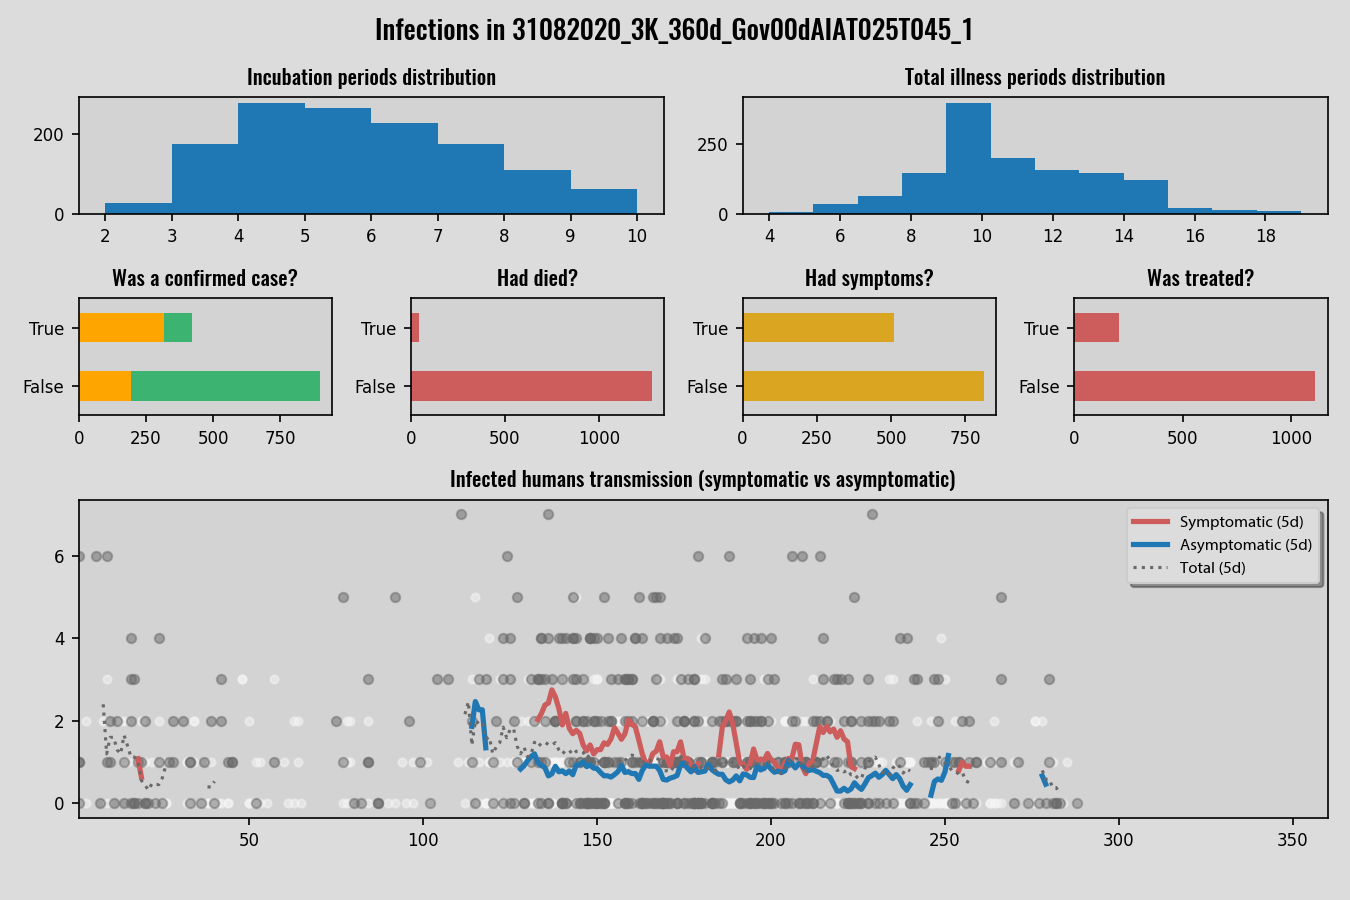 Infections in 31082020_3K_360d_Gov00dAIAT025T045_1
Incubation periods distribution
Total illness periods distribution
200
0
2 3 4 5 6 7 8 9 10
250
0
4 6 8 10 12 14 16 18
Was a confirmed case?
Had died?
Had symptoms?
Was treated?
True
False
0 250 500 750
True
False
0 500 1000
True
False
0 250 500 750
True
False
0 500 1000
Infected humans transmission (symptomatic vs asymptomatic)
Symptomatic (5d)
Asymptomatic (5d)
Total (5d)
6
4
2
0
50 100 150 200 250 300 350